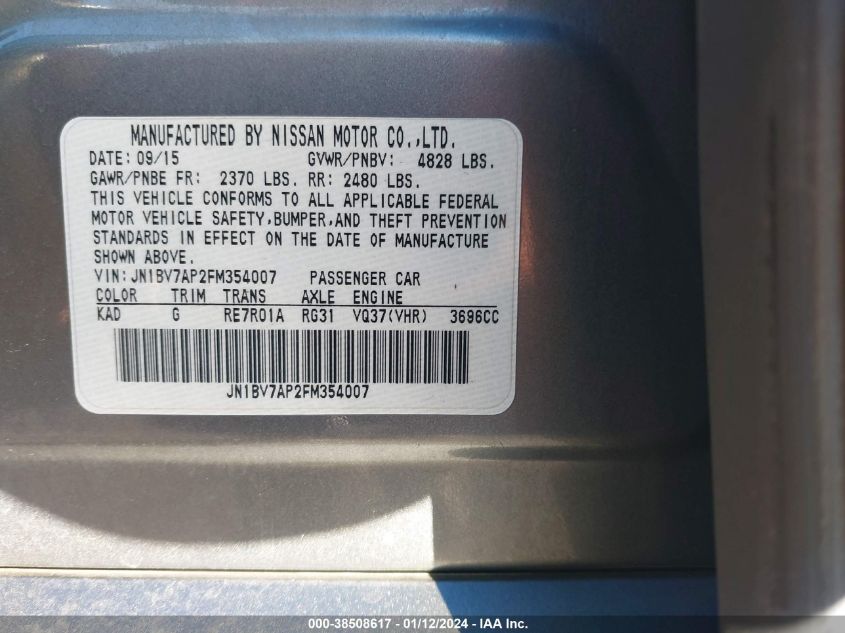 MANUFACTURED BY NISSAN MOTOR CO.,LTD.
DATE: 09/15 GVWR/PNBV: 4828 LBS.
GAWR/PNBE FR: 2370 LBS. RR: 2480 LBS.
THIS VEHICLE CONFORMS TO ALL APPLICABLE FEDERAL
MOTOR VEHICLE SAFETY,BUMPER,AND THEFT PREVENTION
STANDARDS IN EFFECT ON THE DATE OF MANUFACTURE
SHOWN ABOVE.
VIN:JN1BV7AP2FM354007 PASSENGER CAR
COLOR TRIM TRANS AXLE ENGINE
KAD G RE7R01A RG31 VQ37(VHR) 3696CC
JN1BV7AP2FM354007
000-38508617 - 01/12/2024 - IAA Inc.